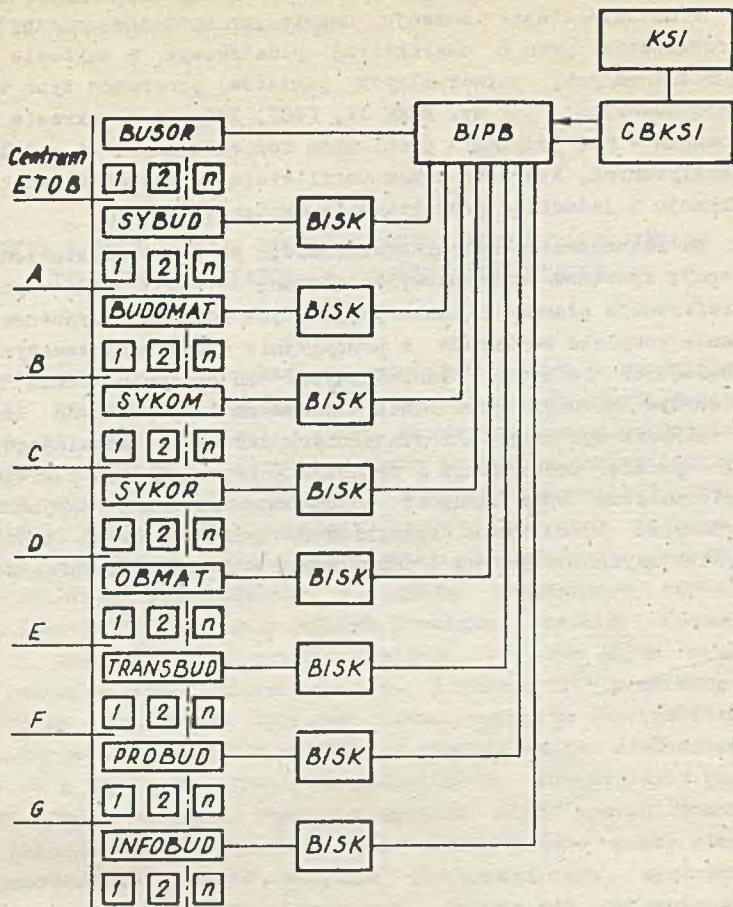 KSI
BUSOR BIPB CBKSI
Centrum
ETOB
1 2 n
SYBUD BISK
A
1 2 n
BUDOMAT BISK
B
1 2 n
SYKOM BISK
C
1 2 n
SYKOR BISK
D
1 2 n
OBMAT BISK
E
1 2 n
TRANSBUD BISK
F
1 2 n
PROBUD BISK
G
1 2 n
INFOBUD BISK
1 2 n